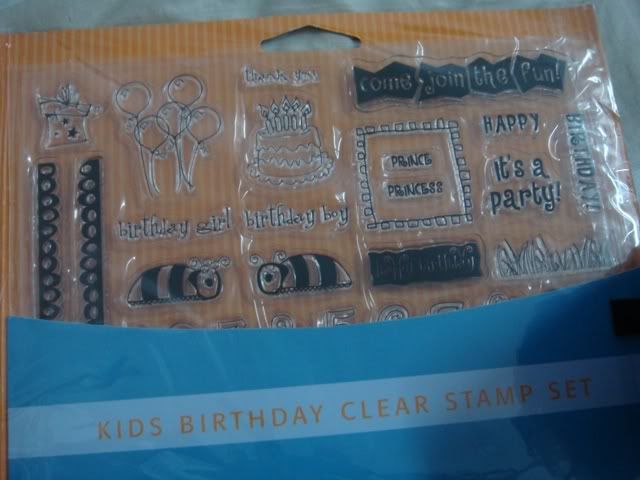 thank you
come join the fun!
HAPPY
BIRTHDAY!
PRINCE
PRINCESS
it's a
party!
birthday girl
birthday boy
happy birthday
KIDS BIRTHDAY CLEAR STAMP SET